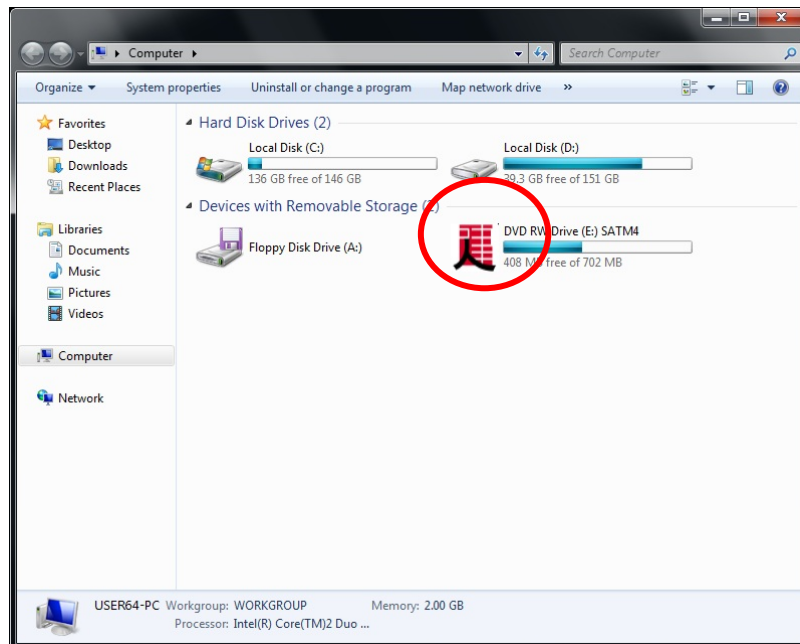 Computer
Search Computer
Organize
System properties
Uninstall or change a program
Map network drive
»
Favorites
Desktop
Downloads
Recent Places
Libraries
Documents
Music
Pictures
Videos
Computer
Network
Hard Disk Drives (2)
Local Disk (C:)
136 GB free of 146 GB
Local Disk (D:)
39.3 GB free of 151 GB
Devices with Removable Storage (2)
Floppy Disk Drive (A:)
DVD RW Drive (E:) SATM4
408 MB free of 702 MB
USER64-PC Workgroup: WORKGROUP Memory: 2.00 GB
Processor: Intel(R) Core(TM)2 Duo ...